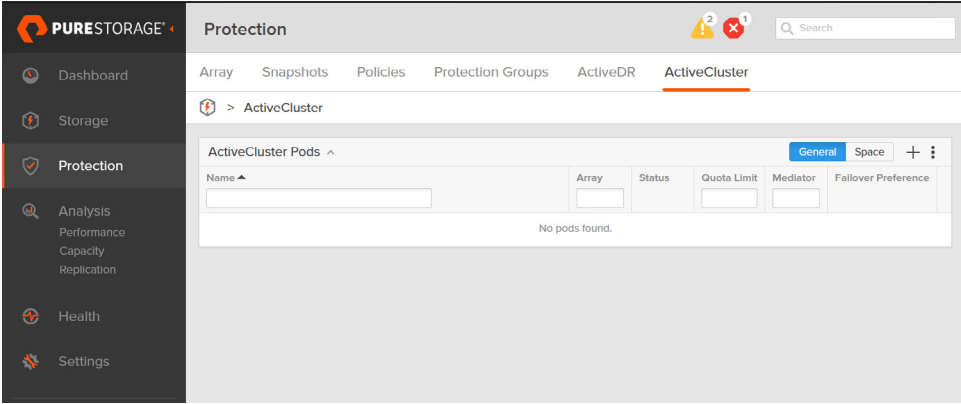 PURESTORAGE®
Dashboard
Storage
Protection
Analysis
Performance
Capacity
Replication
Health
Settings
Protection
2
1
Search
Array Snapshots Policies Protection Groups ActiveDR ActiveCluster
> ActiveCluster
ActiveCluster Pods
General Space
Name Array Status Quota Limit Mediator Failover Preference
No pods found.